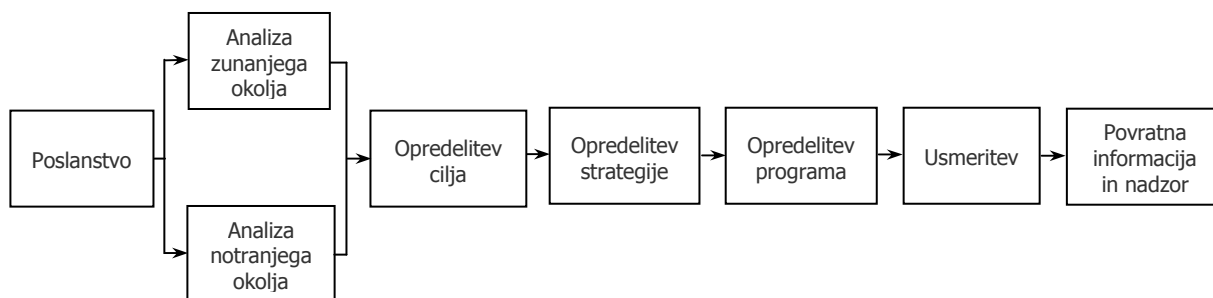 Poslanstvo
Analiza
zunanjega
okolja
Analiza
notranjega
okolja
Opredelitev
cilja
Opredelitev
strategije
Opredelitev
programa
Usmeritev
Povratna
informacija
in nadzor